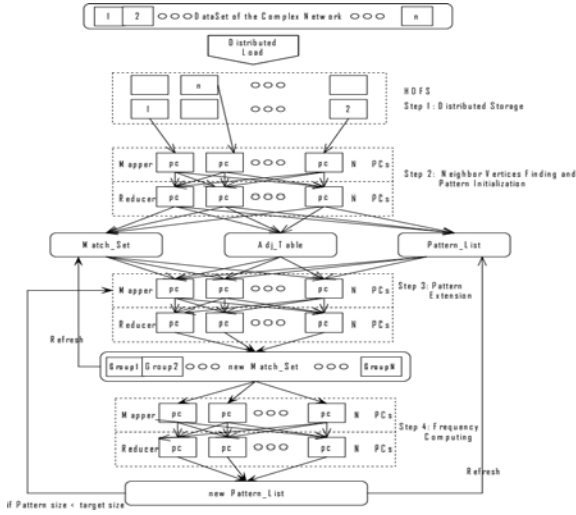 1 2 ○○○DataSet of the Complex Network ○○○ n
Distributed
Load
n ○○○
HDFS
1 ○○○ 2
Step 1: Distributed Storage
Mapper pc pc ○○○ pc N PCs
Step 2: Neighbor Vertices Finding and
Pattern Initialization
Reducer pc pc ○○○ pc N PCs
Match_Set Adj_Table Pattern_List
Mapper pc pc ○○○ pc N PCs
Step 3: Pattern
Extension
Reducer pc pc ○○○ pc N PCs
Refresh
Group1 Group2 ○○○ new Match_Set ○○○ GroupN
Mapper pc pc ○○○ pc N PCs
Step 4: Frequency
Computing
Reducer pc pc ○○○ pc N PCs
Refresh
new Pattern_List
if Pattern size < target size